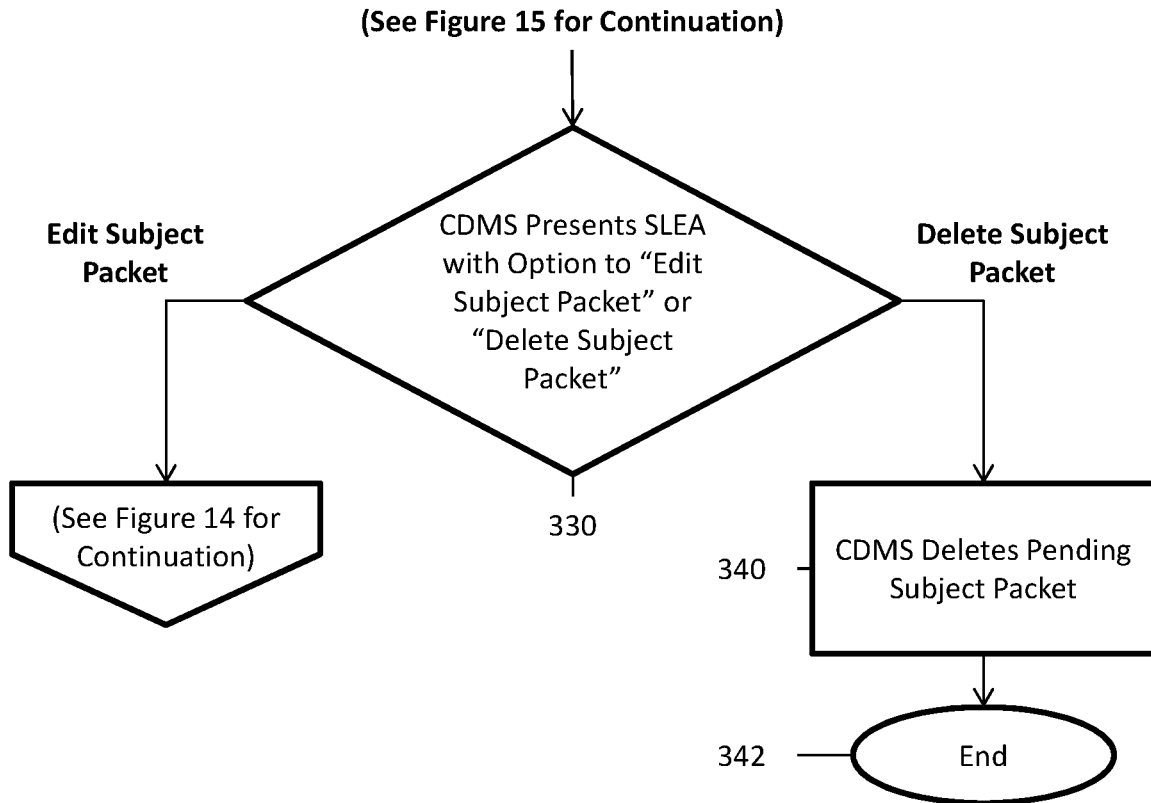 (See Figure 15 for Continuation)
Edit Subject
Packet
CDMS Presents SLEA
with Option to “Edit
Subject Packet” or
“Delete Subject
Packet”
Delete Subject
Packet
330
(See Figure 14 for
Continuation)
340
CDMS Deletes Pending
Subject Packet
342
End